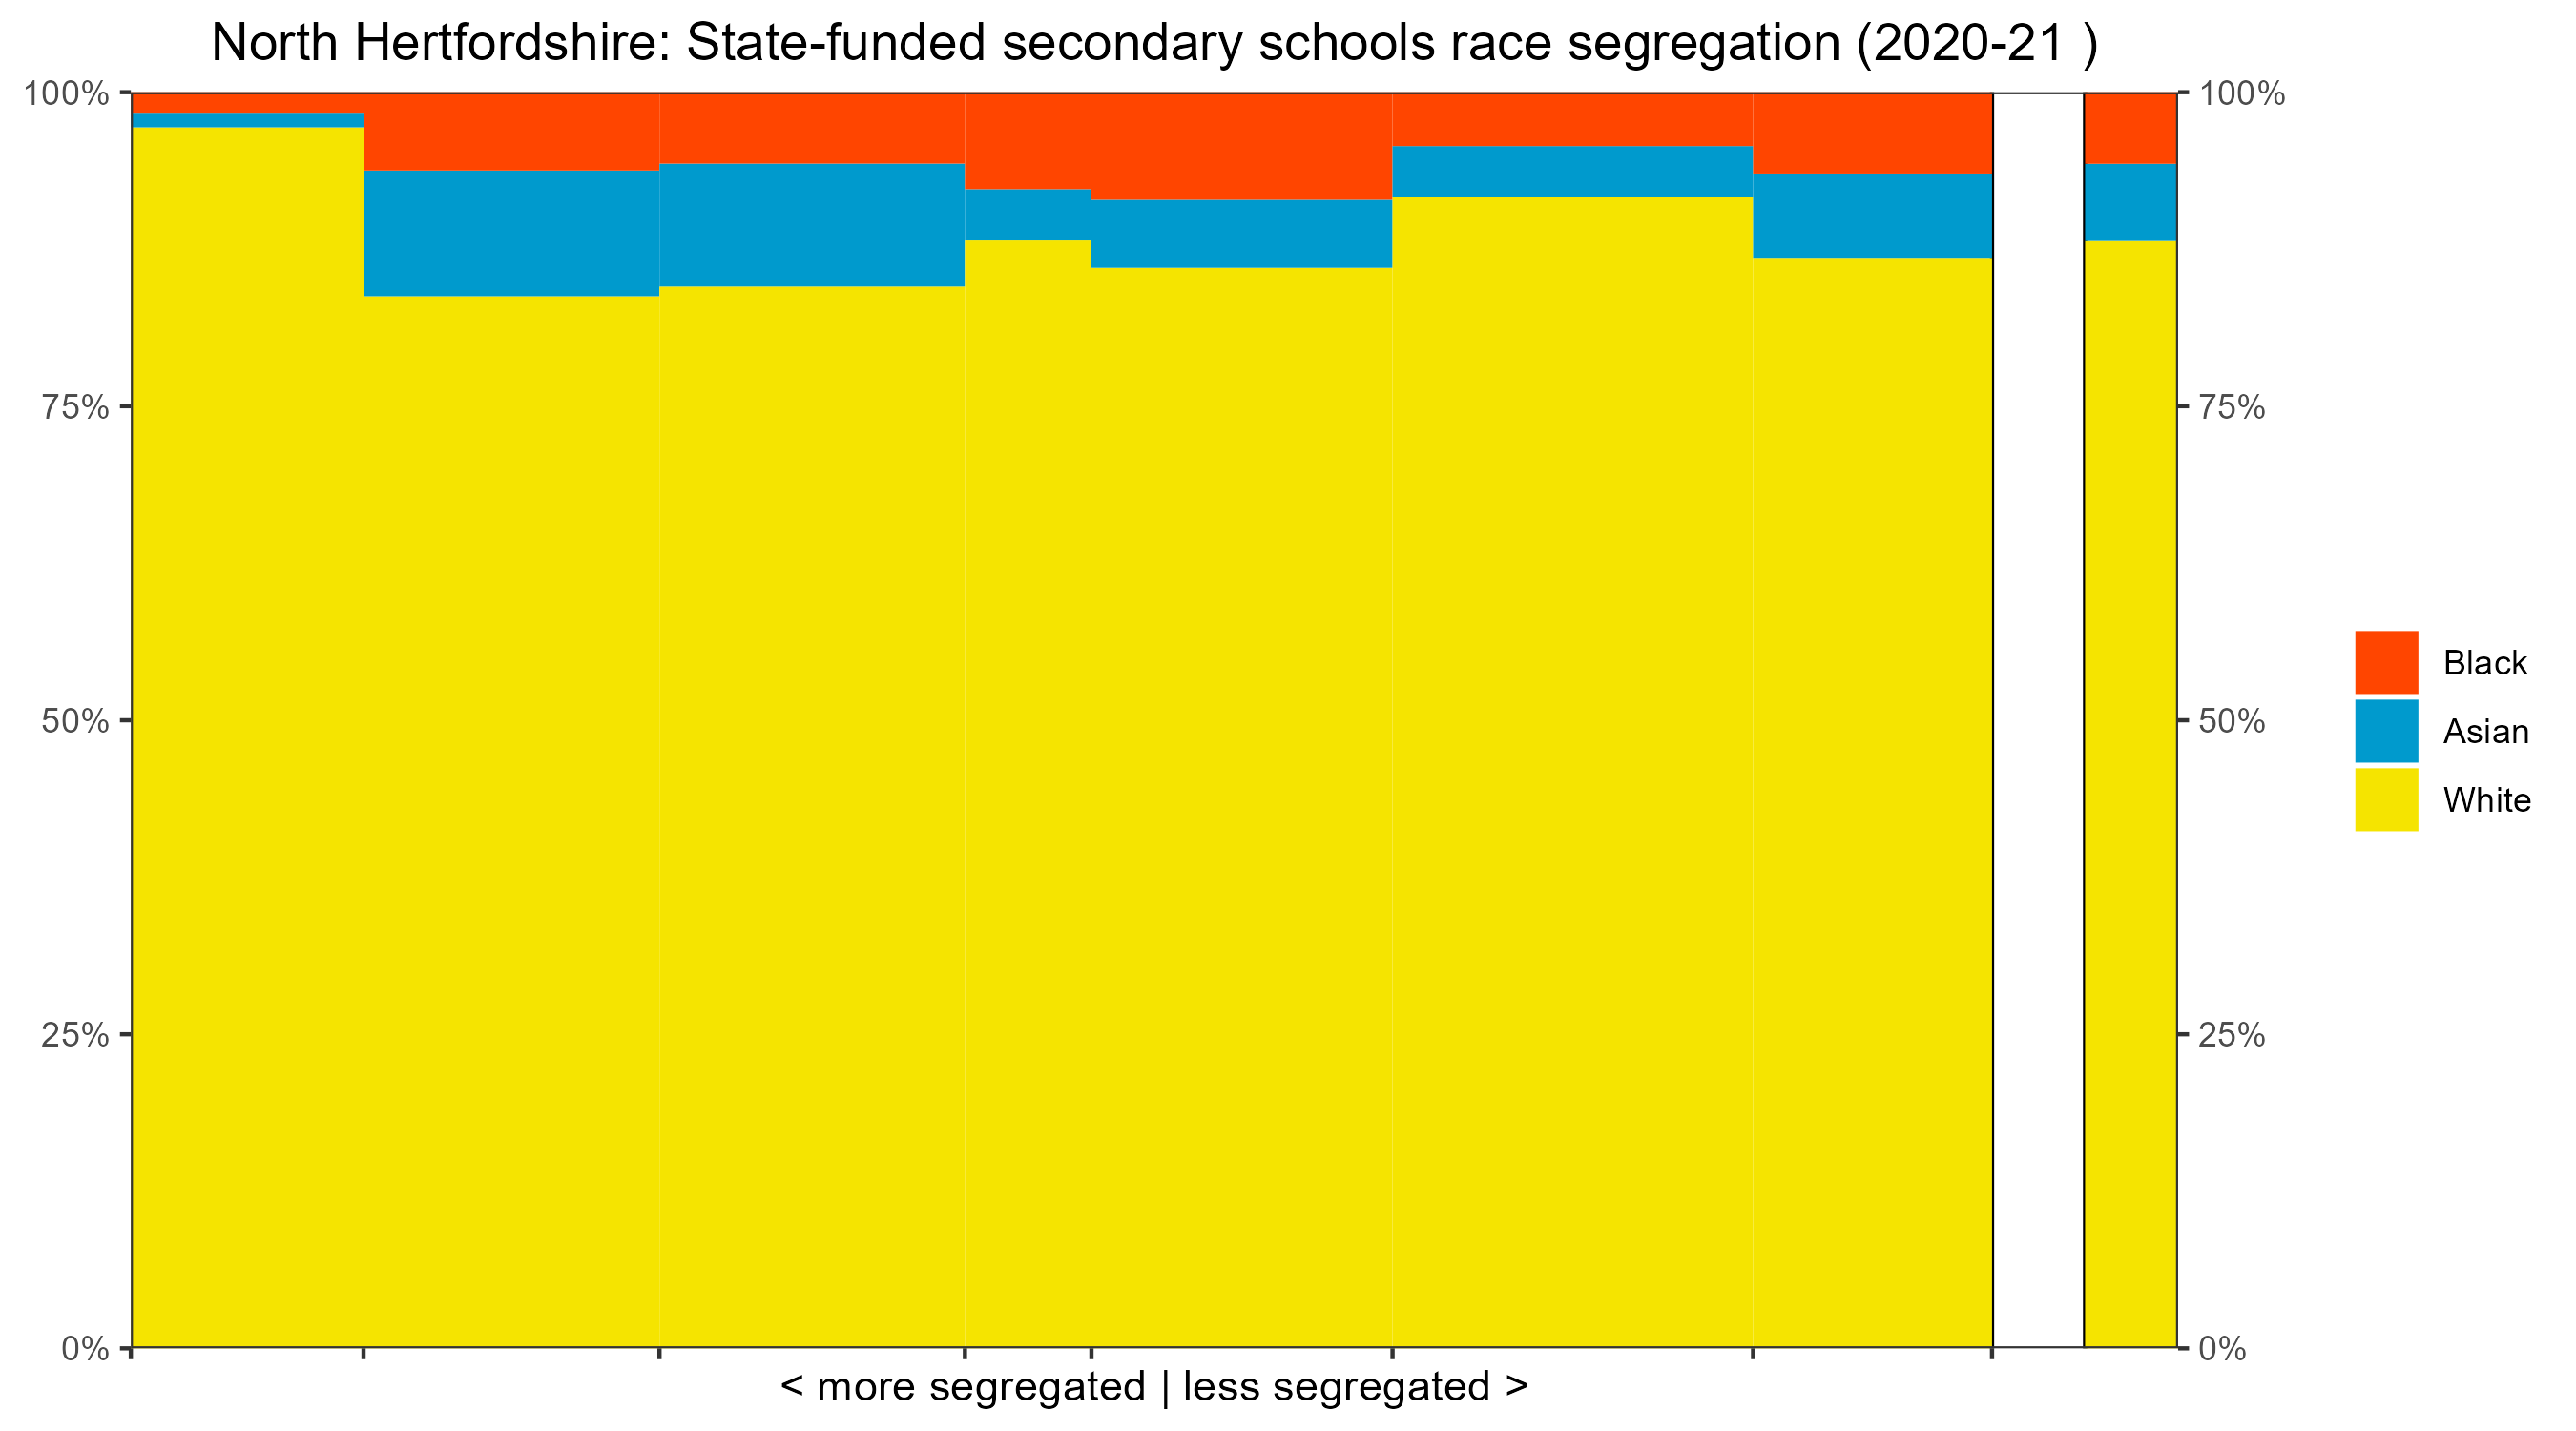 North Hertfordshire: State-funded secondary schools race segregation (2020-21 )
100%
75%
50%
25%
0%
100%
75%
50%
25%
0%
Black
Asian
White
< more segregated | less segregated >